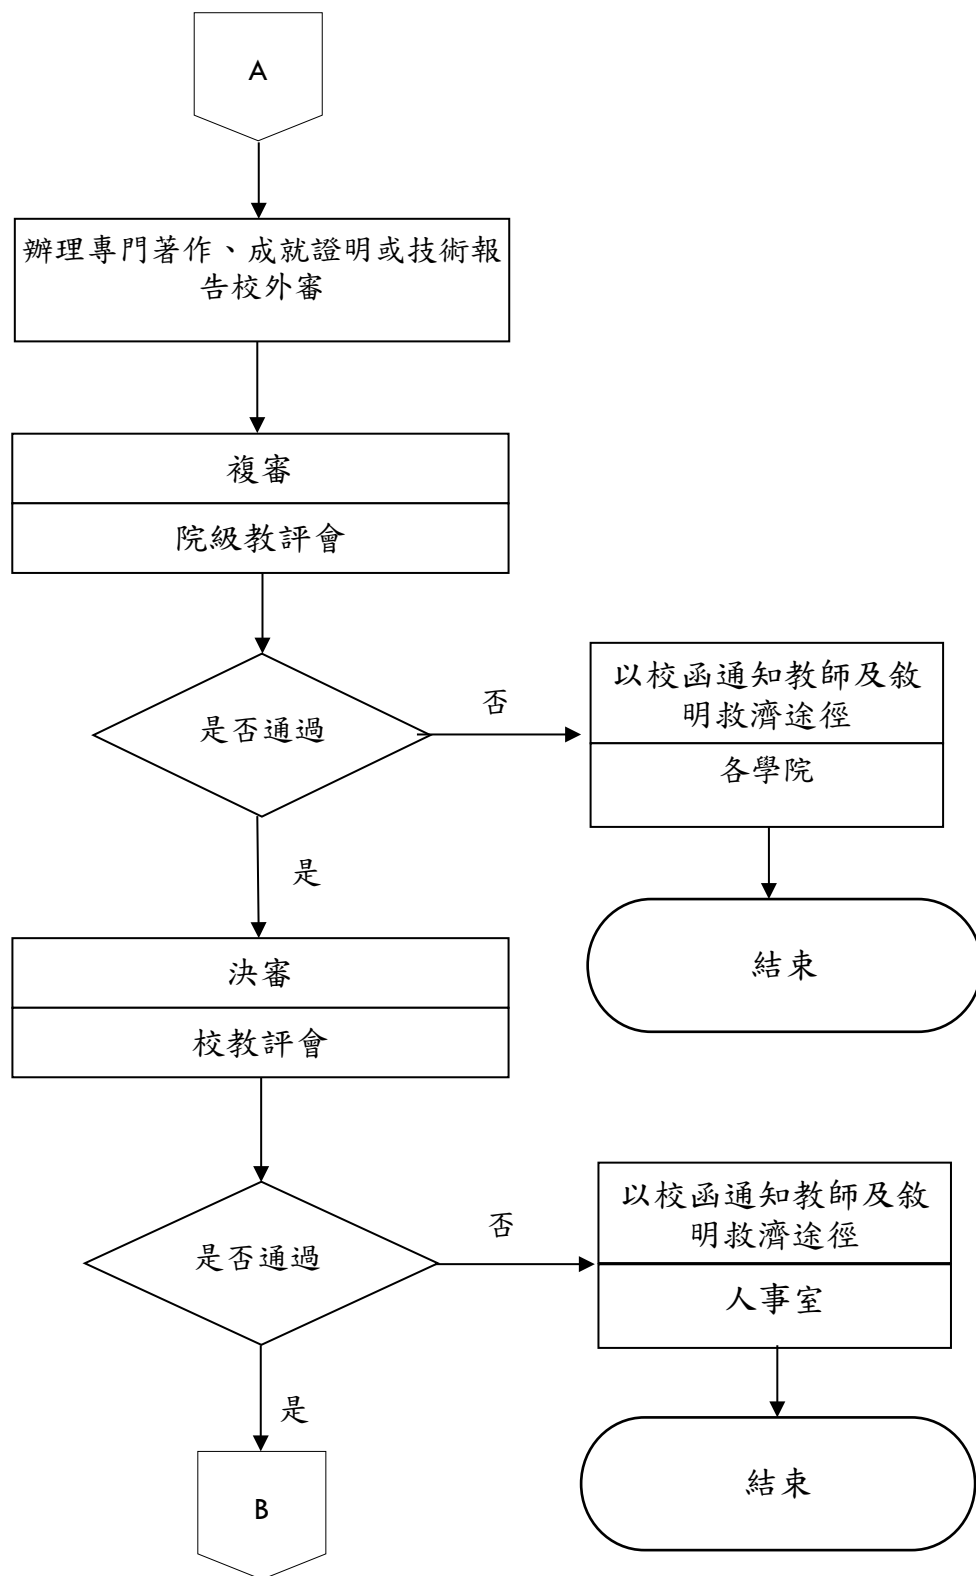 A
辦理專門著作、成就證明或技術報
告校外審
複審
院級教評會
是否通過
否
以校函通知教師及敘
明救濟途徑
各學院
是
結束
決審
校教評會
是否通過
否
以校函通知教師及敘
明救濟途徑
人事室
是
結束
B